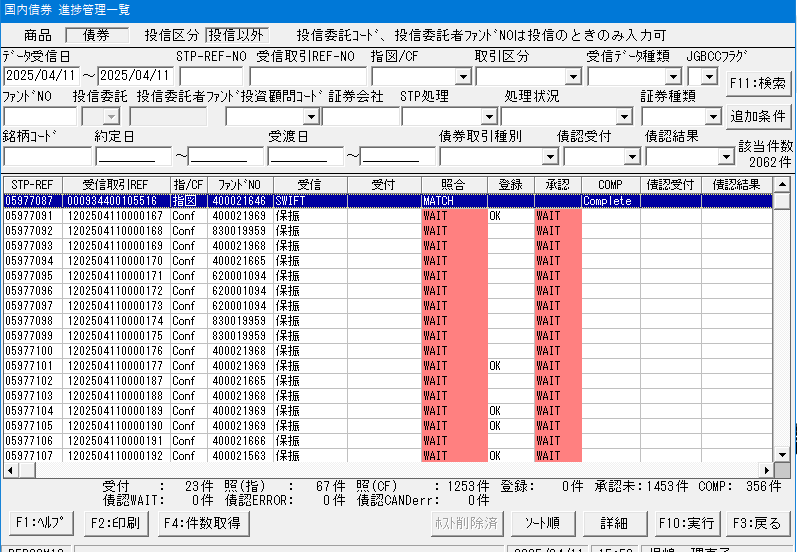 国内債券 進捗管理一覧
商品 債券 投信区分 投信以外 投信委託ｺｰﾄﾞ、投信委託者ﾌｧﾝﾄﾞNOは投信のときのみ入力可
ﾃﾞｰﾀ受信日 STP-REF-NO 受信取引REF-NO 指図/CF 取引区分 受信ﾃﾞｰﾀ種類 JGBCCﾌﾗｸﾞ
2025/04/11 ～ 2025/04/11 F11:検索
ﾌｧﾝﾄﾞNO 投信委託 投信委託者ﾌｧﾝﾄﾞ 投資顧問ｺｰﾄﾞ 証券会社 STP処理 処理状況 証券種類
追加条件
銘柄ｺｰﾄﾞ 約定日 受渡日 債券取引種別 債認受付 債認結果 該当件数
～ ～ 2062件
STP-REF 受信取引REF 指/CF ﾌｧﾝﾄﾞNO 受信 受付 照合 登録 承認 COMP 債認受付 債認結果
05977087 000934400105516 指図 400021646 SWIFT MATCH Complete
05977091 1202504110000167 Conf 400021969 保振 WAIT OK WAIT
05977092 1202504110000168 Conf 830019959 保振 WAIT WAIT
05977093 1202504110000169 Conf 400021968 保振 WAIT WAIT
05977094 1202504110000170 Conf 400021665 保振 WAIT WAIT
05977095 1202504110000171 Conf 620001094 保振 WAIT WAIT
05977096 1202504110000172 Conf 620001094 保振 WAIT WAIT
05977097 1202504110000173 Conf 620001094 保振 WAIT WAIT
05977098 1202504110000174 Conf 830019959 保振 WAIT WAIT
05977099 1202504110000175 Conf 830019959 保振 WAIT WAIT
05977100 1202504110000176 Conf 400021968 保振 WAIT WAIT
05977101 1202504110000177 Conf 400021969 保振 WAIT OK WAIT
05977102 1202504110000187 Conf 400021665 保振 WAIT WAIT
05977103 1202504110000188 Conf 400021968 保振 WAIT WAIT
05977104 1202504110000189 Conf 400021969 保振 WAIT OK WAIT
05977105 1202504110000190 Conf 400021969 保振 WAIT OK WAIT
05977106 1202504110000191 Conf 400021666 保振 WAIT WAIT
05977107 1202504110000192 Conf 400021563 保振 WAIT OK WAIT
受付 : 23件 照(指) : 67件 照(CF) : 1253件 登録: 0件 承認未:1453件 COMP: 356件
債認WAIT: 0件 債認ERROR: 0件 債認CANDerr: 0件
F1:ﾍﾙﾌﾟ F2:印刷 F4:件数取得 ﾎｽﾄ削除済 ｿｰﾄ順 詳細 F10:実行 F3:戻る